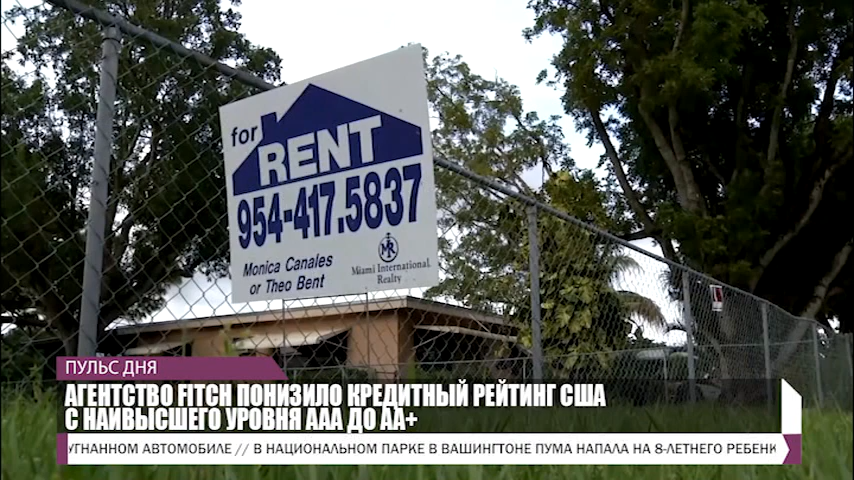 for
RENT
954-417.5837
Monica Canales
or Theo Bent
MR
Miami International
Realty
ПУЛЬС ДНЯ
АГЕНТСТВО FITCH ПОНИЗИЛО КРЕДИТНЫЙ РЕЙТИНГ США
С НАИВЫСШЕГО УРОВНЯ ААА ДО АА+
УГНАННОМ АВТОМОБИЛЕ // В НАЦИОНАЛЬНОМ ПАРКЕ В ВАШИНГТОНЕ ПУМА НАПАЛА НА 8-ЛЕТНЕГО РЕБЕНК